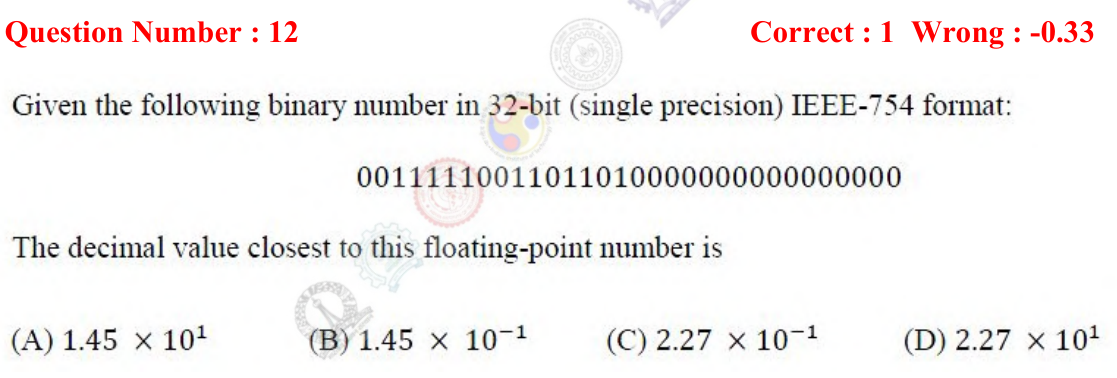 Question Number : 12 Correct : 1 Wrong : -0.33
Given the following binary number in 32-bit (single precision) IEEE-754 format:
00111110011011010000000000000000
The decimal value closest to this floating-point number is
(A) 1.45 × 10¹ (B) 1.45 × 10⁻¹ (C) 2.27 × 10⁻¹ (D) 2.27 × 10¹